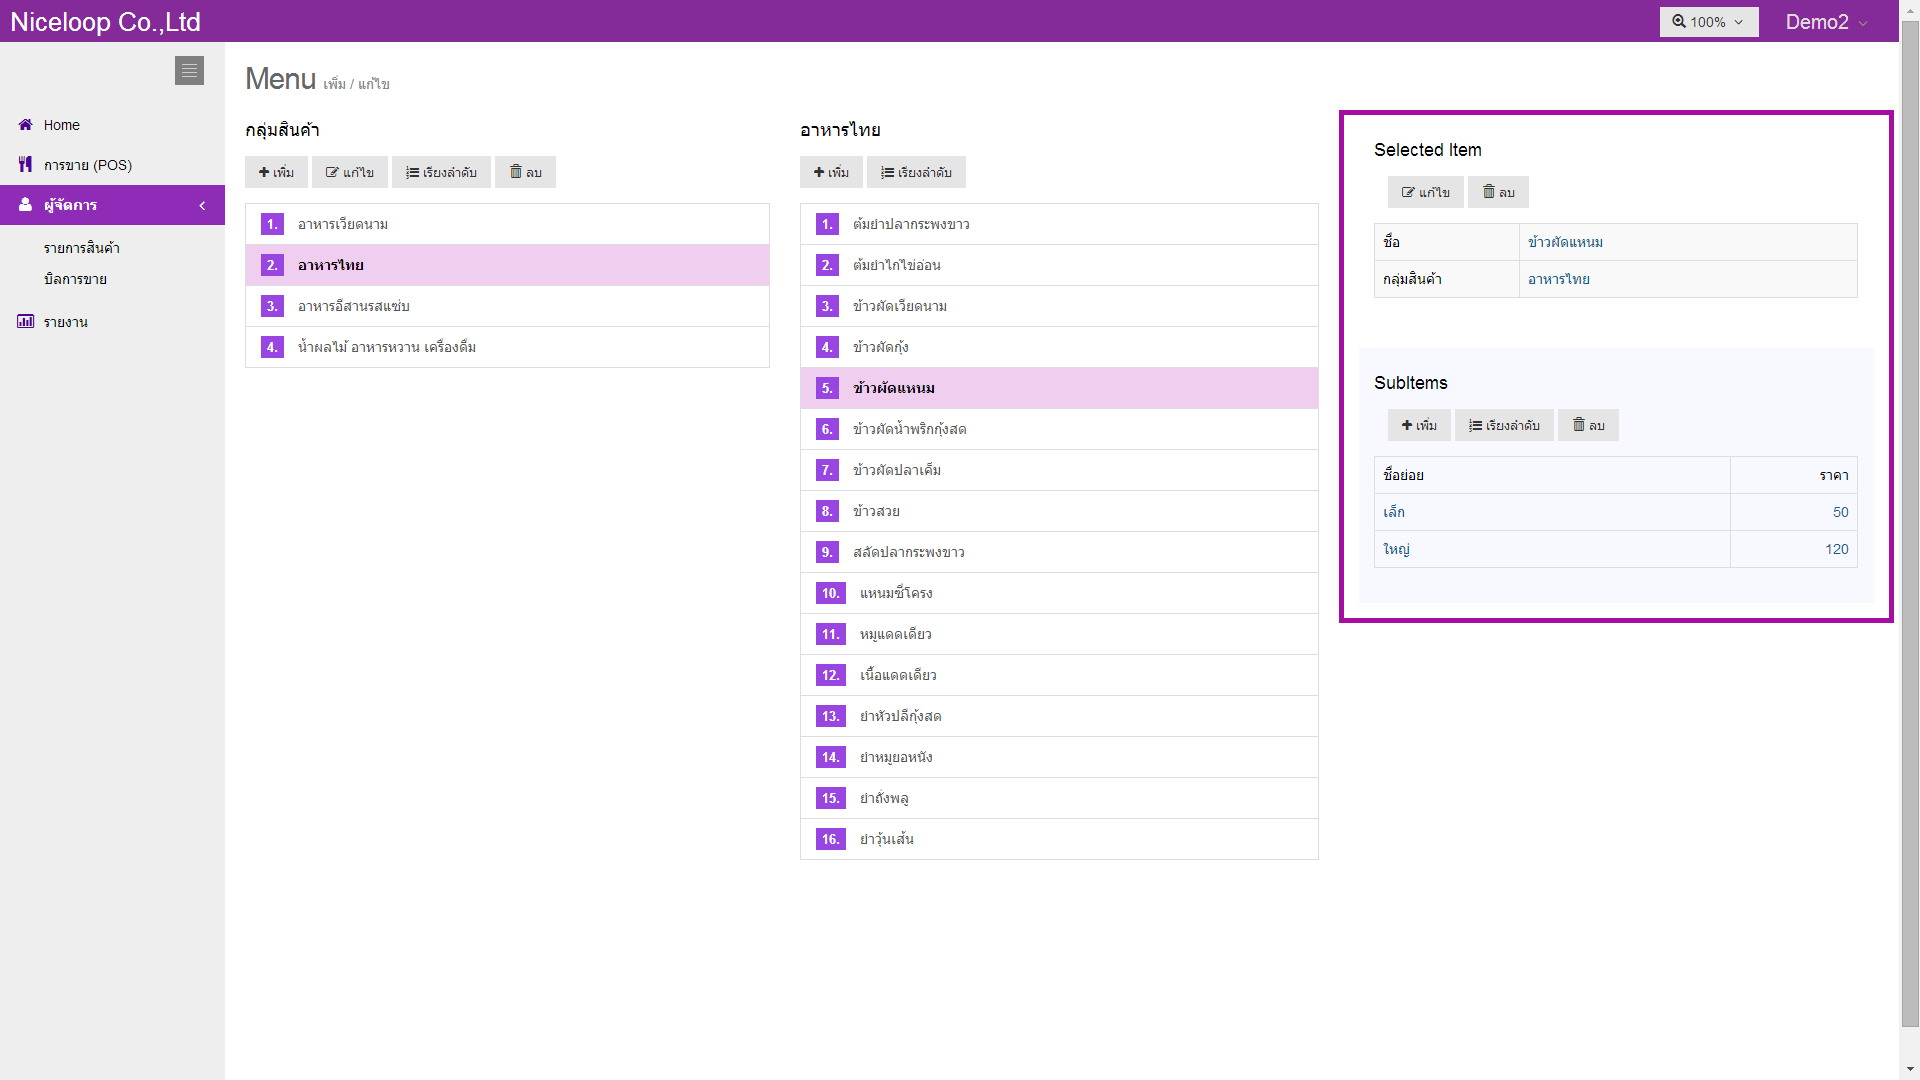 Niceloop Co.,Ltd
100%
Demo2
Home
การขาย (POS)
ผู้จัดการ
รายการสินค้า
บิลการขาย
รายงาน
Menu เพิ่ม / แก้ไข
กลุ่มสินค้า
เพิ่ม แก้ไข เรียงลำดับ ลบ
1. อาหารเวียดนาม
2. อาหารไทย
3. อาหารอีสานรสแซ่บ
4. น้ำผลไม้ อาหารหวาน เครื่องดื่ม
อาหารไทย
เพิ่ม เรียงลำดับ
1. ต้มยำปลากระพงขาว
2. ต้มยำไก่ไข่อ่อน
3. ข้าวผัดเวียดนาม
4. ข้าวผัดกุ้ง
5. ข้าวผัดแหนม
6. ข้าวผัดน้ำพริกกุ้งสด
7. ข้าวผัดปลาเค็ม
8. ข้าวสวย
9. สลัดปลากระพงขาว
10. แหนมซี่โครง
11. หมูแดดเดียว
12. เนื้อแดดเดียว
13. ยำหัวปลีกุ้งสด
14. ยำหมูยอหนัง
15. ยำถั่วพลู
16. ยำวุ้นเส้น
Selected Item
แก้ไข ลบ
ชื่อ ข้าวผัดแหนม
กลุ่มสินค้า อาหารไทย
SubItems
เพิ่ม เรียงลำดับ ลบ
ชื่อย่อย ราคา
เล็ก 50
ใหญ่ 120